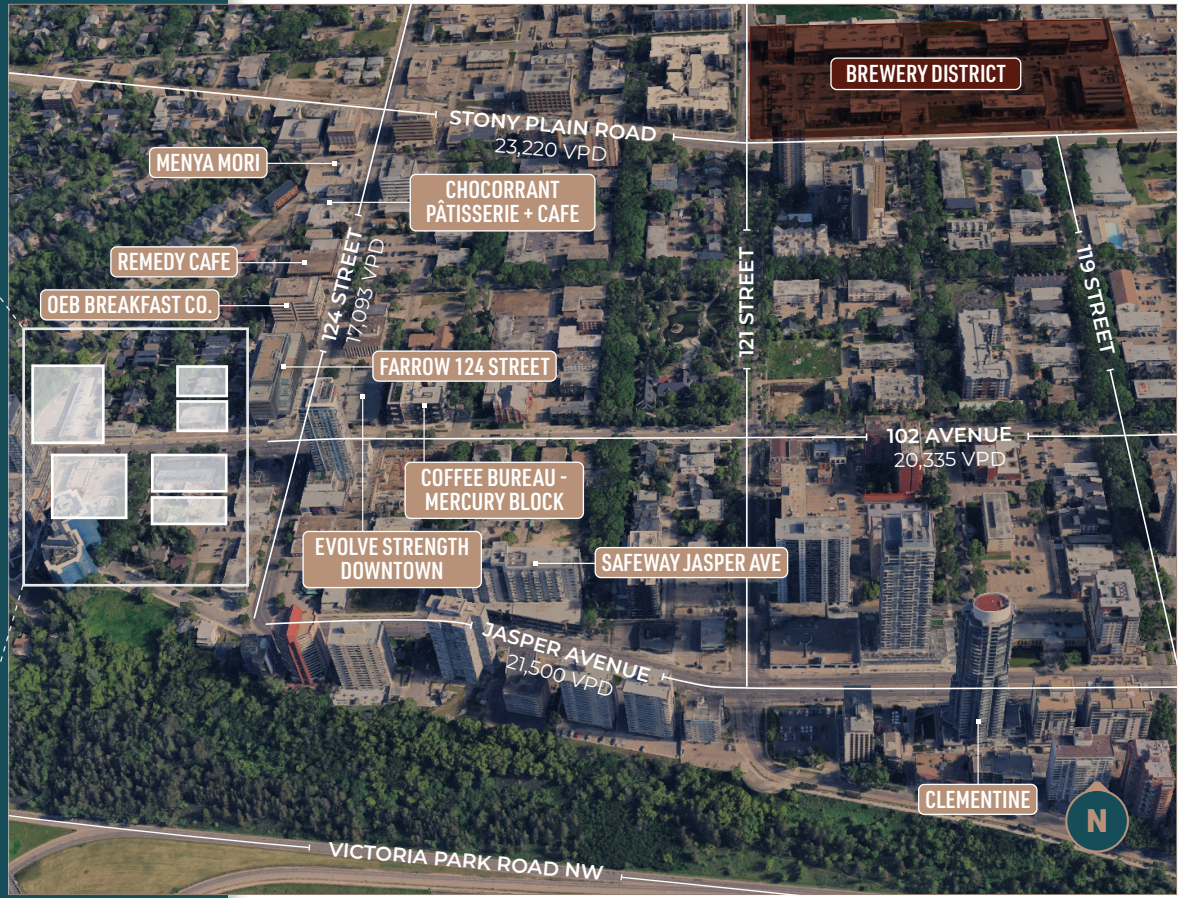 BREWERY DISTRICT
STONY PLAIN ROAD
23,220 VPD
MENYA MORI
CHOCORRANT
PÂTISSERIE + CAFE
REMEDY CAFE
OEB BREAKFAST CO.
124 STREET
17,093 VPD
121 STREET
119 STREET
FARROW 124 STREET
102 AVENUE
20,335 VPD
COFFEE BUREAU -
MERCURY BLOCK
EVOLVE STRENGTH
DOWNTOWN
SAFEWAY JASPER AVE
JASPER AVENUE
21,500 VPD
CLEMENTINE
N
VICTORIA PARK ROAD NW